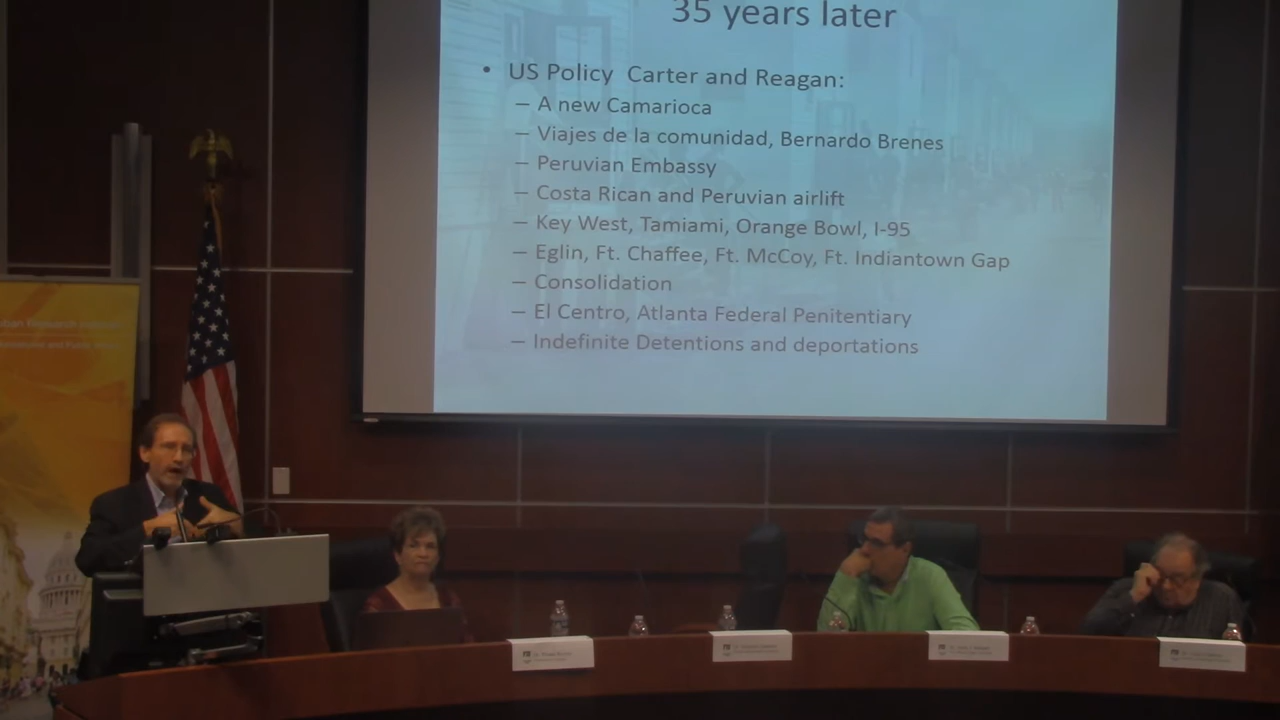 35 years later
• US Policy Carter and Reagan:
– A new Camarioca
– Viajes de la comunidad, Bernardo Brenes
– Peruvian Embassy
– Costa Rican and Peruvian airlift
– Key West, Tamiami, Orange Bowl, I-95
– Eglin, Ft. Chaffee, Ft. McCoy, Ft. Indiantown Gap
– Consolidation
– El Centro, Atlanta Federal Penitentiary
– Indefinite Detentions and deportations